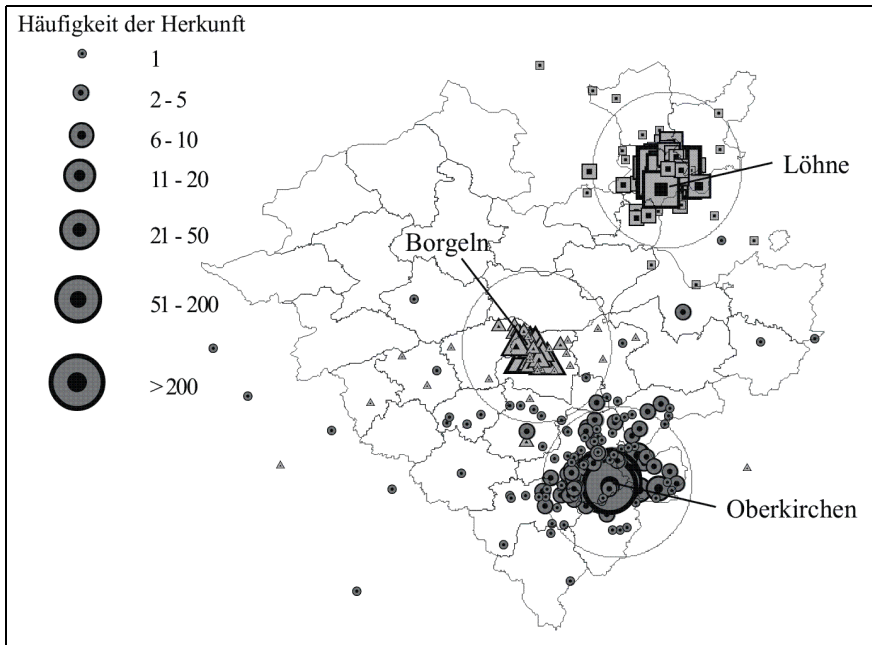 Häufigkeit der Herkunft
1
2 - 5
6 - 10
11 - 20
21 - 50
51 - 200
> 200
Löhne
Borgeln
Oberkirchen